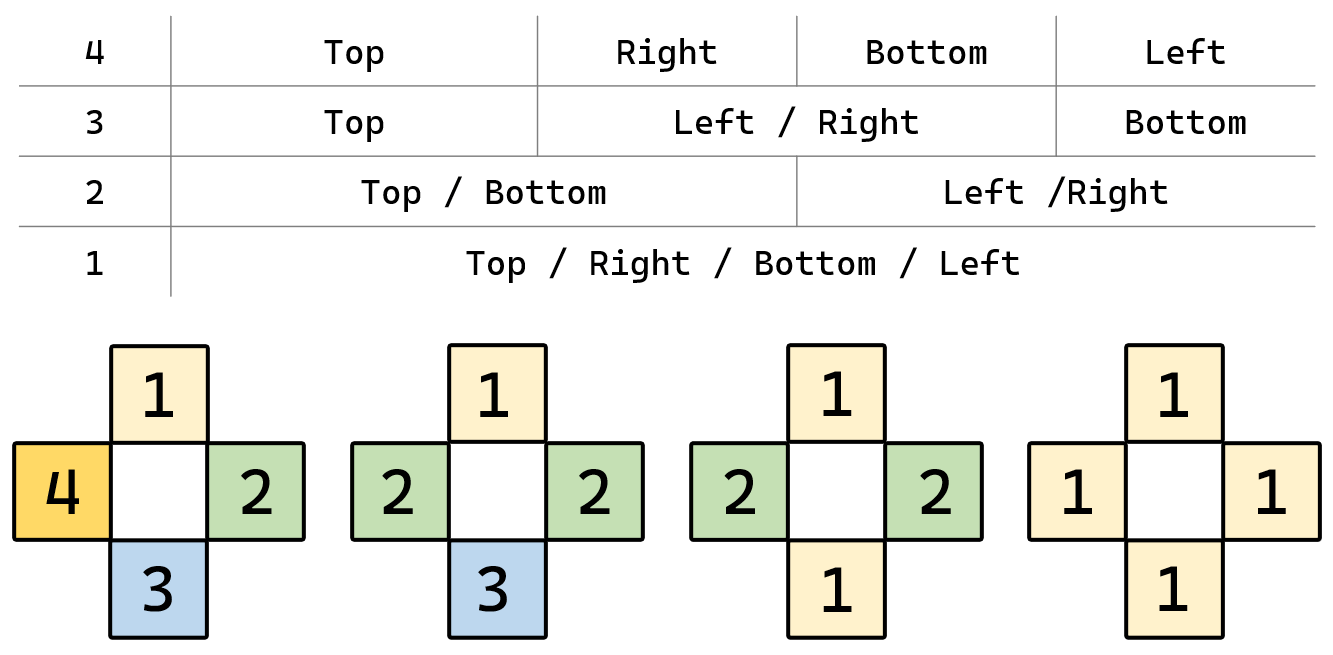 4 Top Right Bottom Left
3 Top Left / Right Bottom
2 Top / Bottom Left /Right
1 Top / Right / Bottom / Left
1 1 1 1
4 2 2 2 2 2 1 1
3 3 1 1